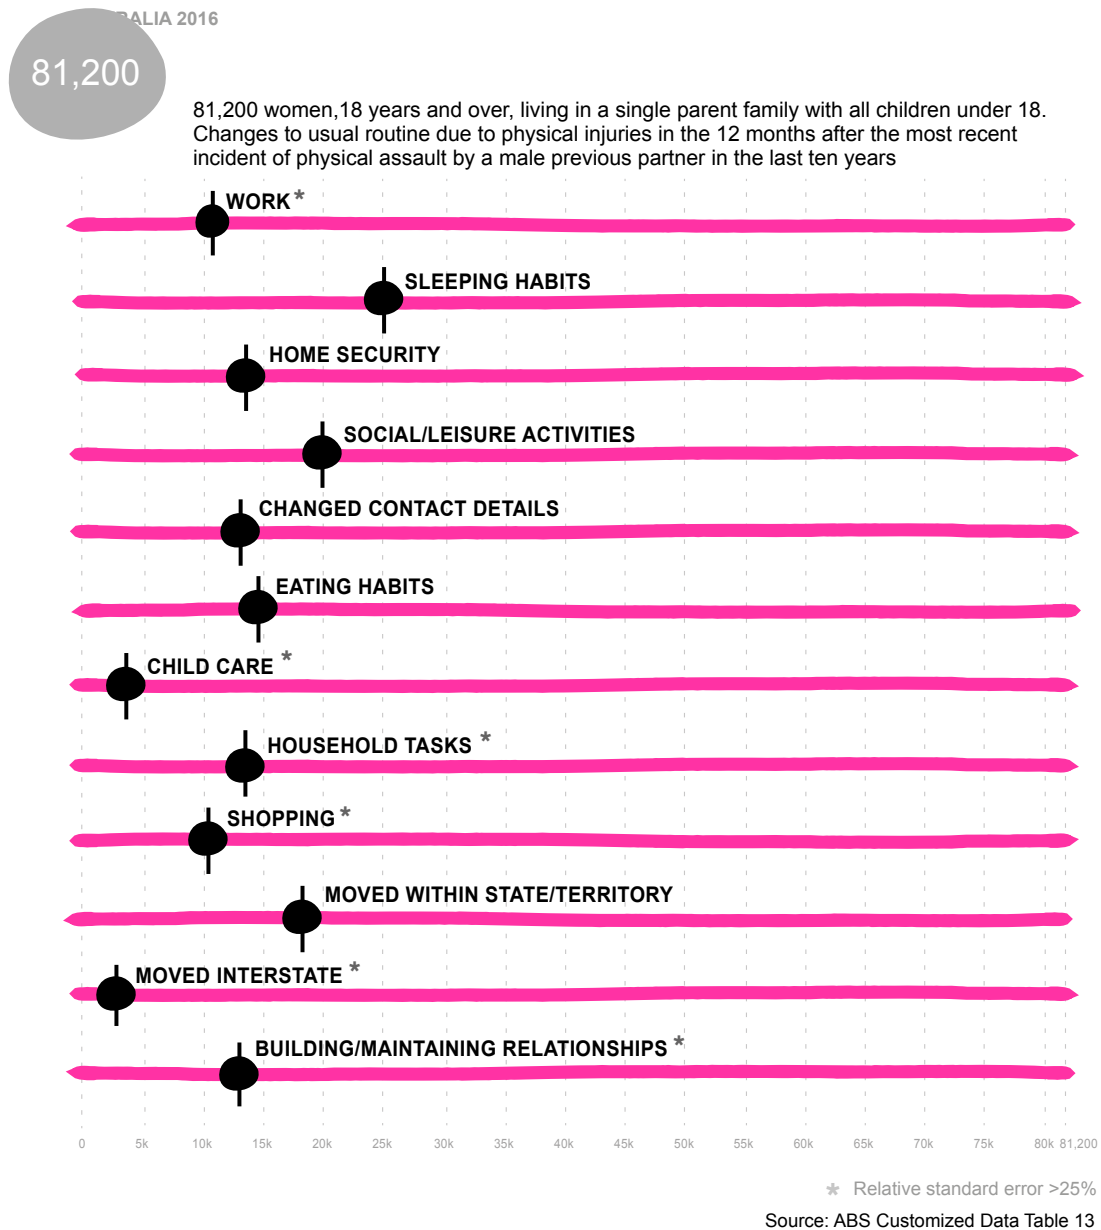 ALIA 2016
81,200
81,200 women,18 years and over, living in a single parent family with all children under 18.
Changes to usual routine due to physical injuries in the 12 months after the most recent
incident of physical assault by a male previous partner in the last ten years
WORK *
SLEEPING HABITS
HOME SECURITY
SOCIAL/LEISURE ACTIVITIES
CHANGED CONTACT DETAILS
EATING HABITS
CHILD CARE *
HOUSEHOLD TASKS *
SHOPPING *
MOVED WITHIN STATE/TERRITORY
MOVED INTERSTATE *
BUILDING/MAINTAINING RELATIONSHIPS *
0 5k 10k 15k 20k 25k 30k 35k 40k 45k 50k 55k 60k 65k 70k 75k 80k 81,200
* Relative standard error >25%
Source: ABS Customized Data Table 13